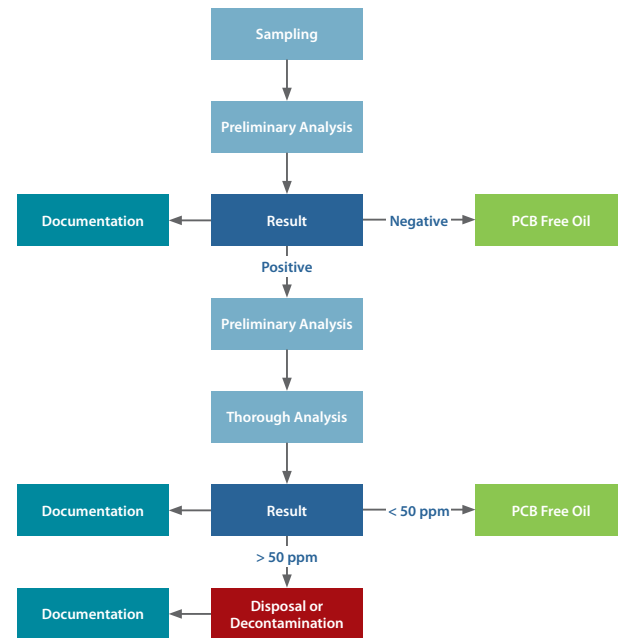 Sampling
Preliminary Analysis
Documentation
Result
Negative
PCB Free Oil
Positive
Preliminary Analysis
Thorough Analysis
Documentation
Result
< 50 ppm
PCB Free Oil
> 50 ppm
Documentation
Disposal or
Decontamination